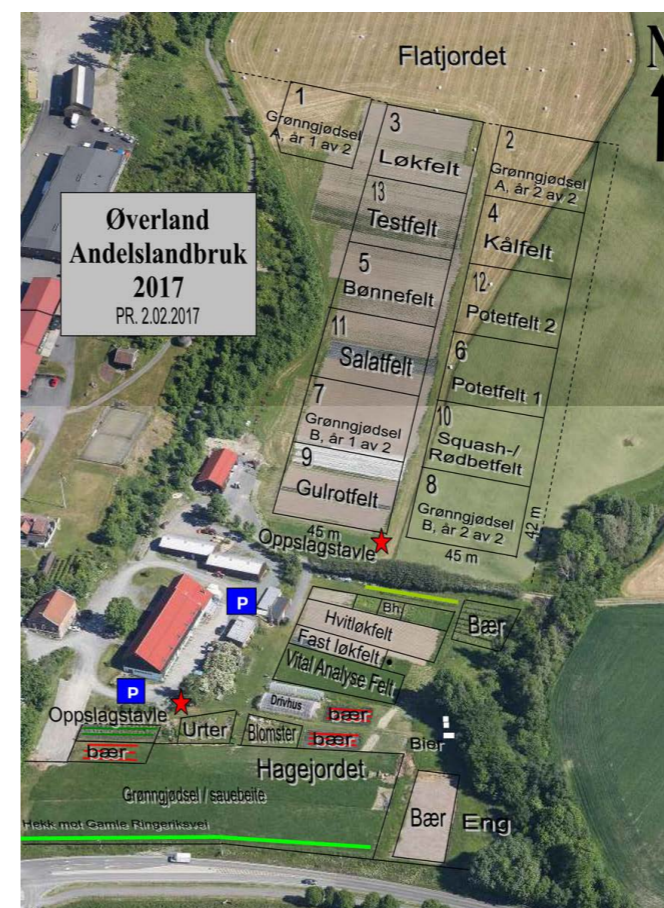 Flatjordet
N
1
Grønngjødsel
A, år 1 av 2
3
Løkfelt
2
Grønngjødsel
A, år 2 av 2
13
Testfelt
4
Kålfelt
Øverland
Andelslandbruk
2017
PR. 2.02.2017
5
Bønnefelt
12
Potetfelt 2
11
Salatfelt
6
Potetfelt 1
7
Grønngjødsel
B, år 1 av 2
10
Squash-/
Rødbetfelt
9
Gulrotfelt
8
Grønngjødsel
B, år 2 av 2
45 m
45 m
42 m
Oppslagstavle
P
Bh
Hvitløkfelt
Bær
Fast løkfelt
Vital Analyse Felt
P
Drivhus
Oppslagstavle
bær
Urter
Blomster
bær
bær
Bier
Hagejordet
Grønngjødsel / sauebeite
Bær
Eng
Hekk mot Gamle Ringeriksvei